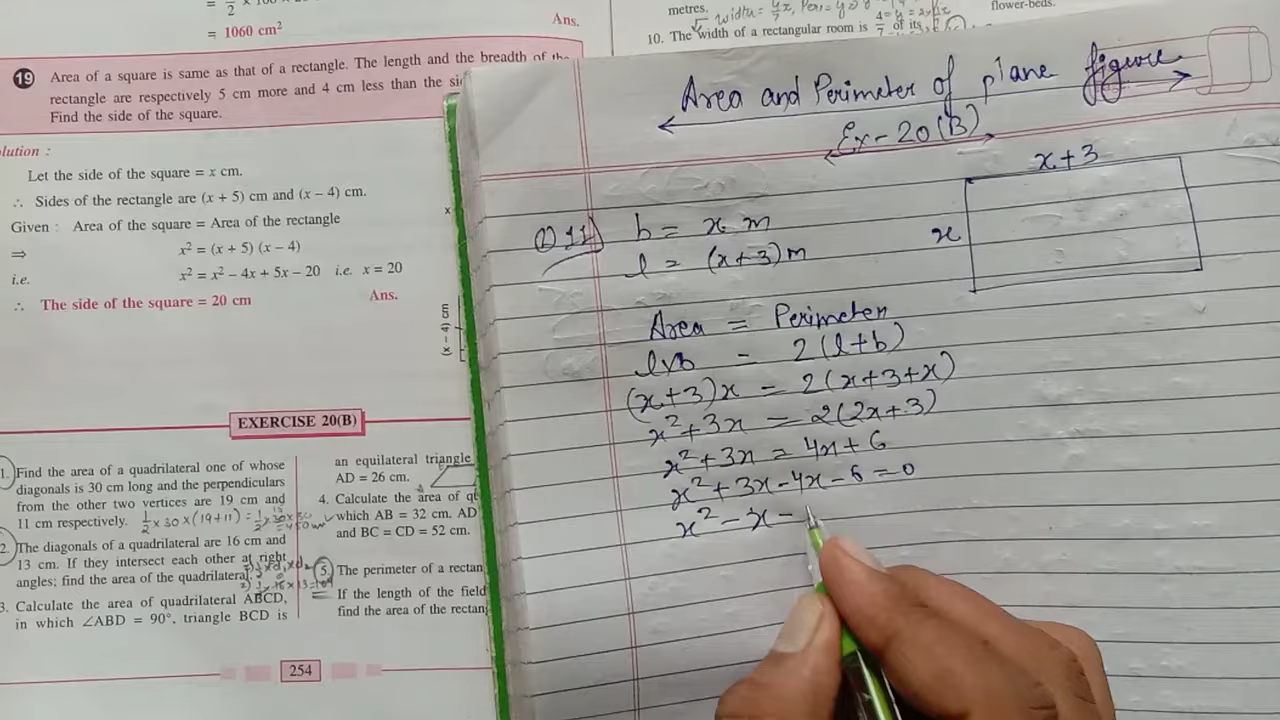 = 1060 cm²
Ans.
19 Area of a square is same as that of a rectangle. The length and the breadth of the
rectangle are respectively 5 cm more and 4 cm less than the
Find the side of the square.
lution :
Let the side of the square = x cm.
∴ Sides of the rectangle are (x + 5) cm and (x – 4) cm.
Given : Area of the square = Area of the rectangle
⇒ x² = (x + 5) (x – 4)
i.e. x² = x² – 4x + 5x – 20 i.e. x = 20
∴ The side of the square = 20 cm Ans.
EXERCISE 20(B)
1. Find the area of a quadrilateral one of whose
diagonals is 30 cm long and the perpendiculars
from the other two vertices are 19 cm and
11 cm respectively. 1/2 × 30 × (19+11) =
2. The diagonals of a quadrilateral are 16 cm and
13 cm. If they intersect each other at right
angles; find the area of the quadrilateral.
3. Calculate the area of quadrilateral ABCD,
in which ∠ABD = 90°, triangle BCD is
an equilateral triangle
AD = 26 cm.
4. Calculate the area of
which AB = 32 cm. AD
and BC = CD = 52 cm.
5. The perimeter of a rectan
If the length of the field
find the area of the rectan
254
metres.
10. The width of a rectangular room is 4/7 of its
flower-beds.
Area and Perimeter of plane figure
Ex-20(B)
Q 11) b = x m
l = (x+3)m
x+3
x
Area = Perimeter
l×b = 2(l+b)
(x+3)x = 2(x+3+x)
x²+3x = 2(2x+3)
x²+3x = 4x+6
x²+3x-4x-6=0
x²-x-